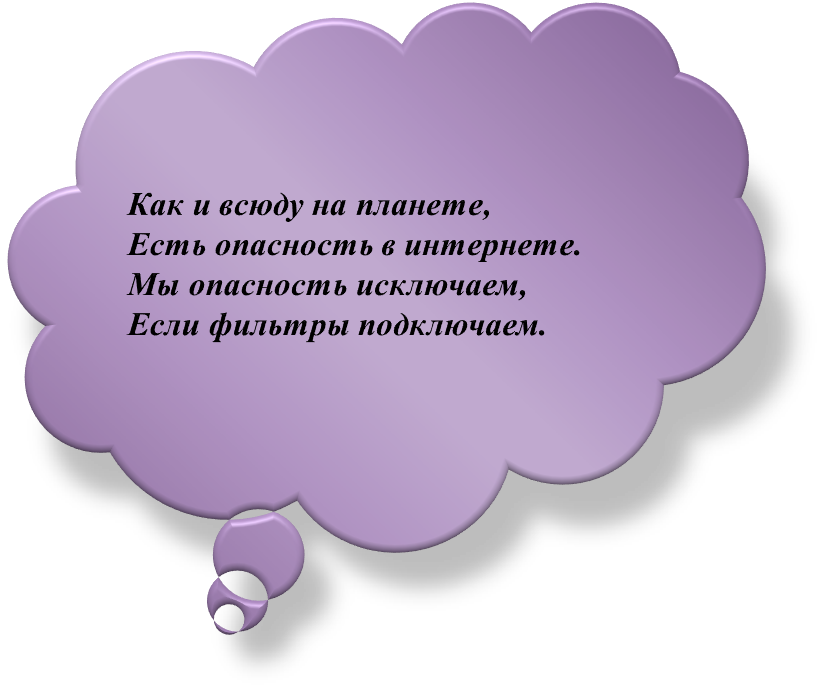 Как и всюду на планете,
Есть опасность в интернете.
Мы опасность исключаем,
Если фильтры подключаем.